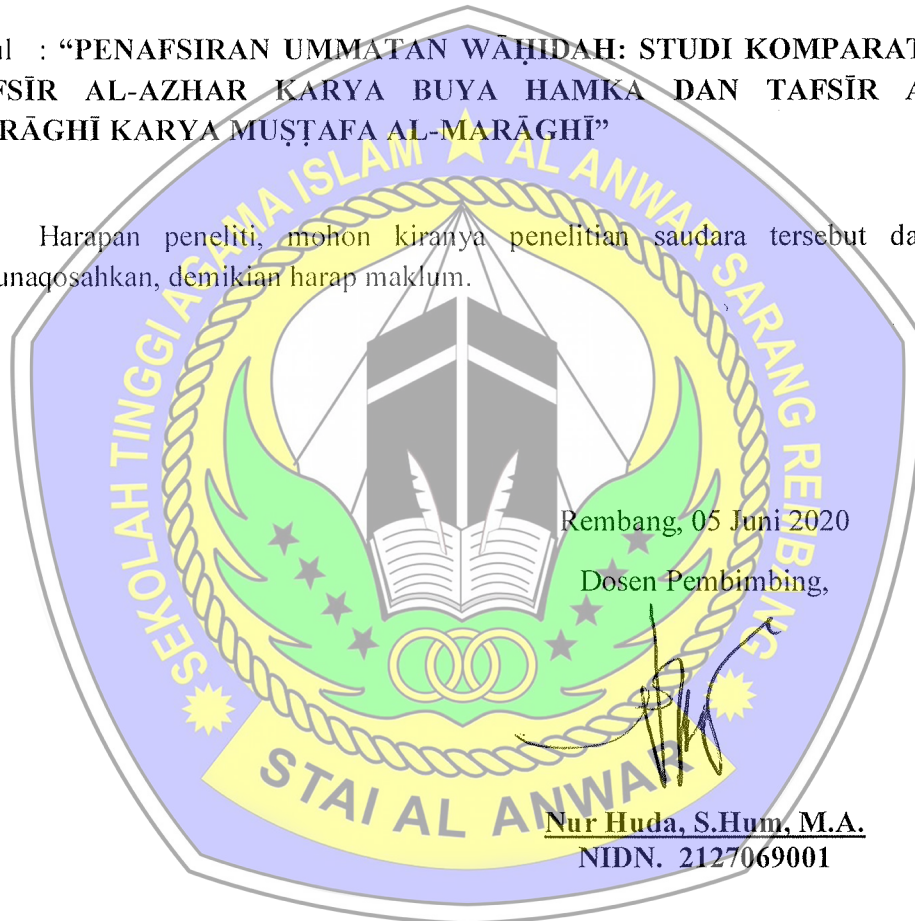 ul : “PENAFSIRAN UMMATAN WĀḤIDAH: STUDI KOMPARAT
FSĪR AL-AZHAR KARYA BUYA HAMKA DAN TAFSĪR A
RĀGHĪ KARYA MUṢṬAFA AL-MARĀGHĪ”
Harapan peneliti, mohon kiranya penelitian saudara tersebut da
unaqosahkan, demikian harap maklum.
SEKOLAH TINGGI AGAMA ISLAM ★ AL ANWAR SARANG REMBANG
Rembang, 05 Juni 2020
Dosen Pembimbing,
STAI AL ANWAR
Nur Huda, S.Hum, M.A.
NIDN. 2127069001